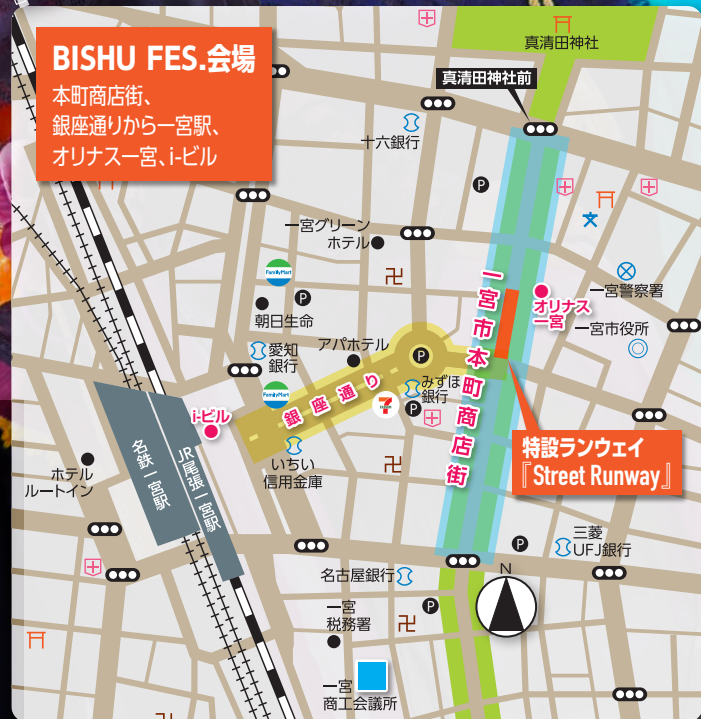 BISHU FES.会場
本町商店街、
銀座通りから一宮駅、
オリナス一宮、i-ビル
真清田神社
真清田神社前
十六銀行
P
一宮グリーン
ホテル
FamilyMart
P
朝日生命
一宮市本町商店街
オリナス
一宮
一宮警察署
一宮市役所
愛知
銀行
アパホテル
P
FamilyMart
銀座通り
みずほ
銀行
P
i-ビル
いちい
信用金庫
特設ランウェイ
『Street Runway』
ホテル
ルートイン
名鉄一宮駅
JR尾張一宮駅
三菱
UFJ銀行
P
名古屋銀行
N
一宮
税務署
P
一宮
商工会議所